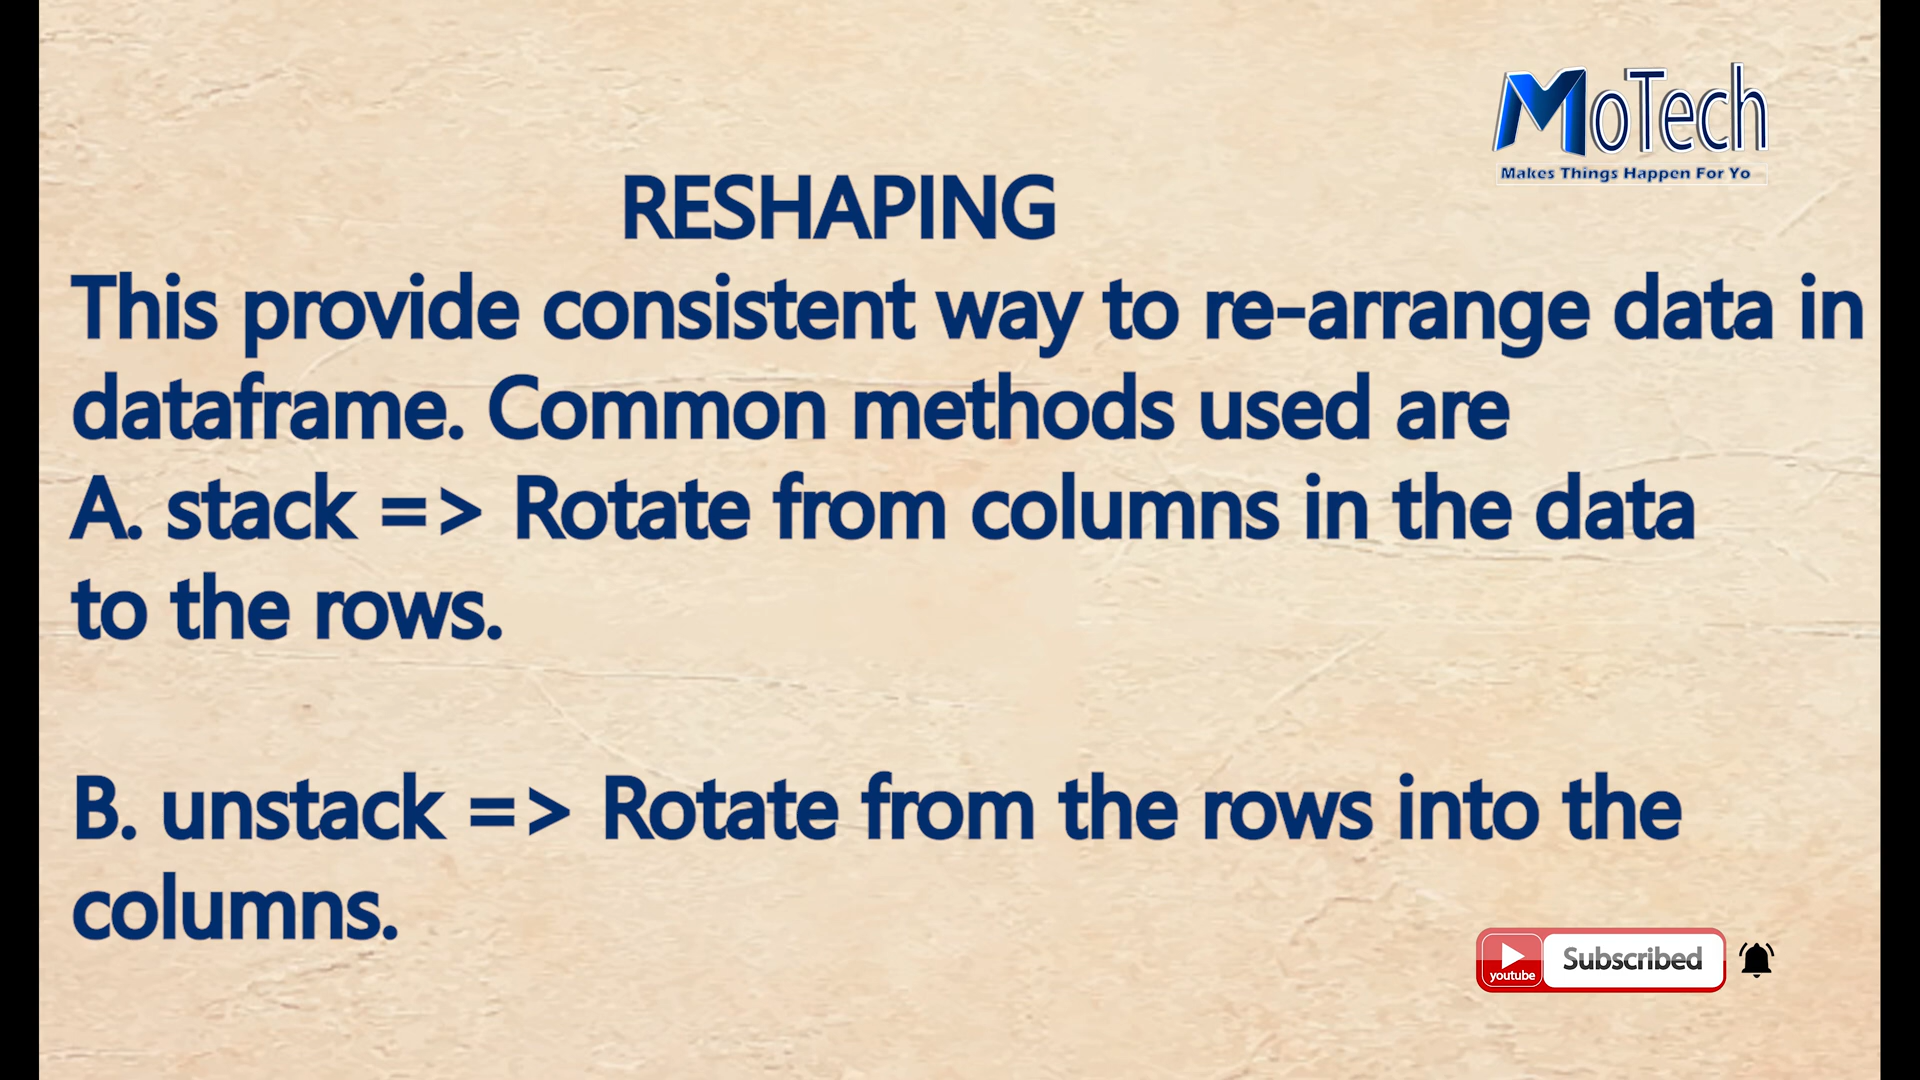 MoTech
Makes Things Happen For Yo
RESHAPING
This provide consistent way to re-arrange data in
dataframe. Common methods used are
A. stack => Rotate from columns in the data
to the rows.
B. unstack => Rotate from the rows into the
columns.
youtube
Subscribed